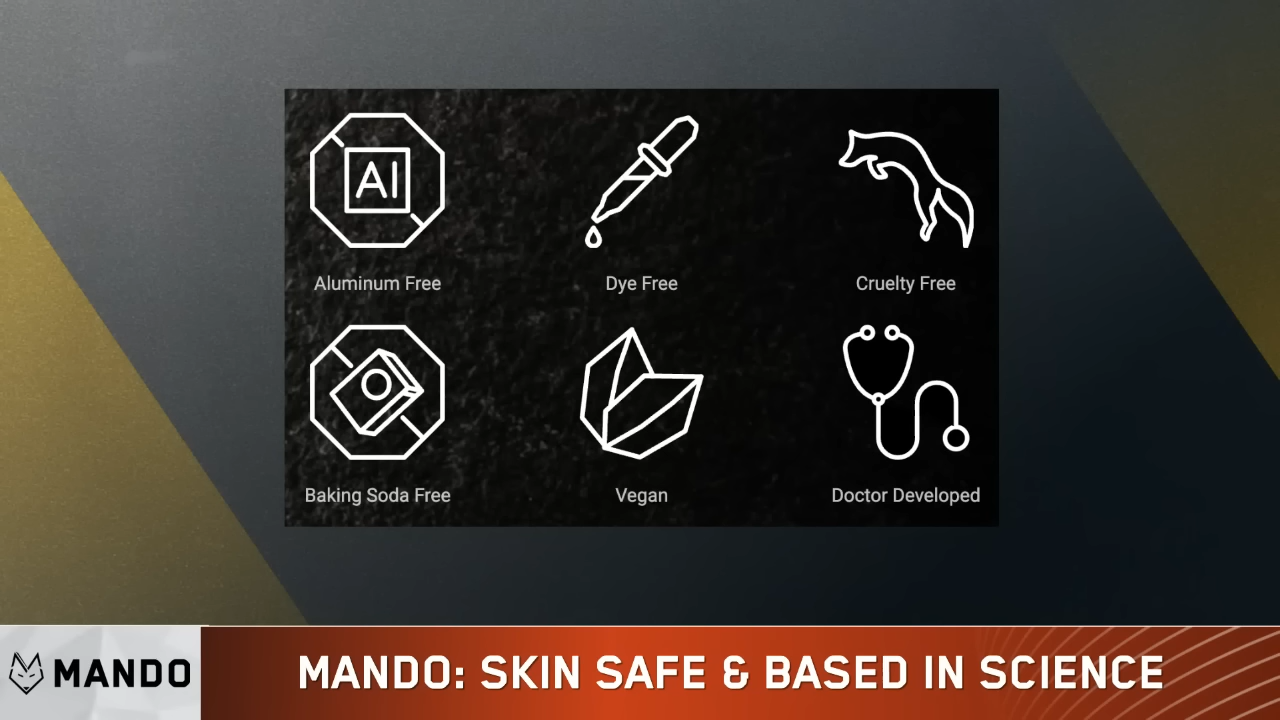 Al
Aluminum Free
Dye Free
Cruelty Free
Baking Soda Free
Vegan
Doctor Developed
MANDO
MANDO: SKIN SAFE & BASED IN SCIENCE